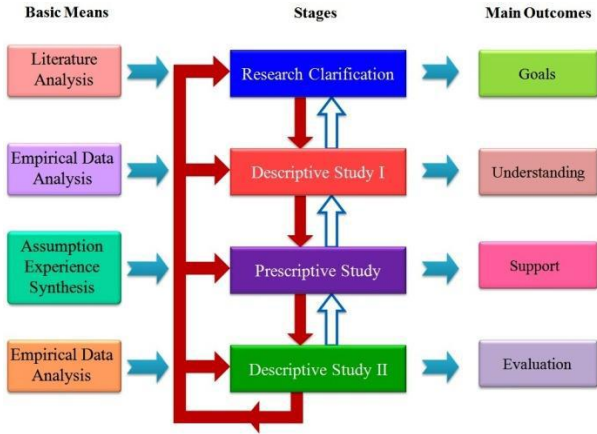 Basic Means
Stages
Main Outcomes
Literature
Analysis
Research Clarification
Goals
Empirical Data
Analysis
Descriptive Study I
Understanding
Assumption
Experience
Synthesis
Prescriptive Study
Support
Empirical Data
Analysis
Descriptive Study II
Evaluation